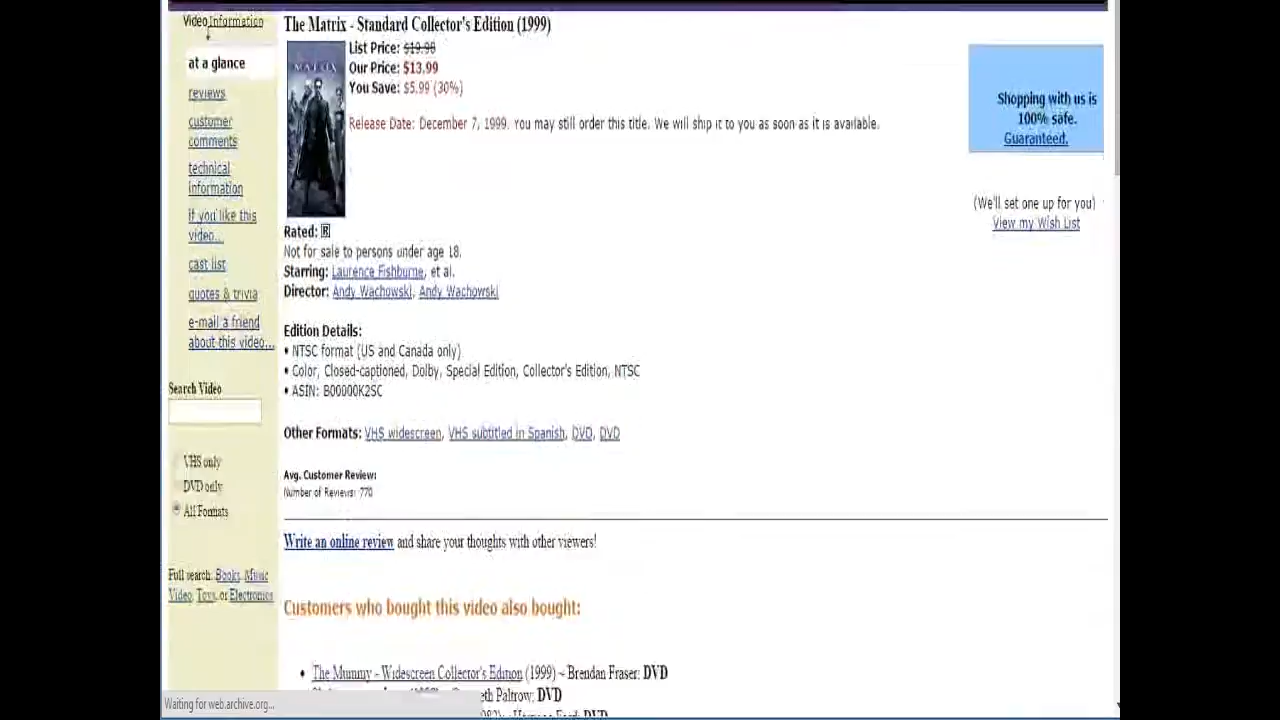 Video Information
at a glance
reviews
customer
comments
technical
information
if you like this
video...
cast list
quotes & trivia
e-mail a friend
about this video...
Search Video
VHS only
DVD only
All Formats
Full search: Books, Music
Video, Toys, or Electronics
The Matrix - Standard Collector's Edition (1999)
MATRIX
List Price: $19.98
Our Price: $13.99
You Save: $5.99 (30%)
Release Date: December 7, 1999. You may still order this title. We will ship it to you as soon as it is available.
Rated: R
Not for sale to persons under age 18.
Starring: Laurence Fishburne, et al.
Director: Andy Wachowski, Andy Wachowski
Edition Details:
• NTSC format (US and Canada only)
• Color, Closed-captioned, Dolby, Special Edition, Collector's Edition, NTSC
• ASIN: B00000K2SC
Other Formats: VHS widescreen, VHS subtitled in Spanish, DVD, DVD
Avg. Customer Review:
Number of Reviews: 770
Write an online review and share your thoughts with other viewers!
Customers who bought this video also bought:
• The Mummy - Widescreen Collector's Edition (1999) ~ Brendan Fraser: DVD
Paltrow; DVD
Shopping with us is
100% safe.
Guaranteed.
(We'll set one up for you)
View my Wish List
Waiting for web.archive.org...